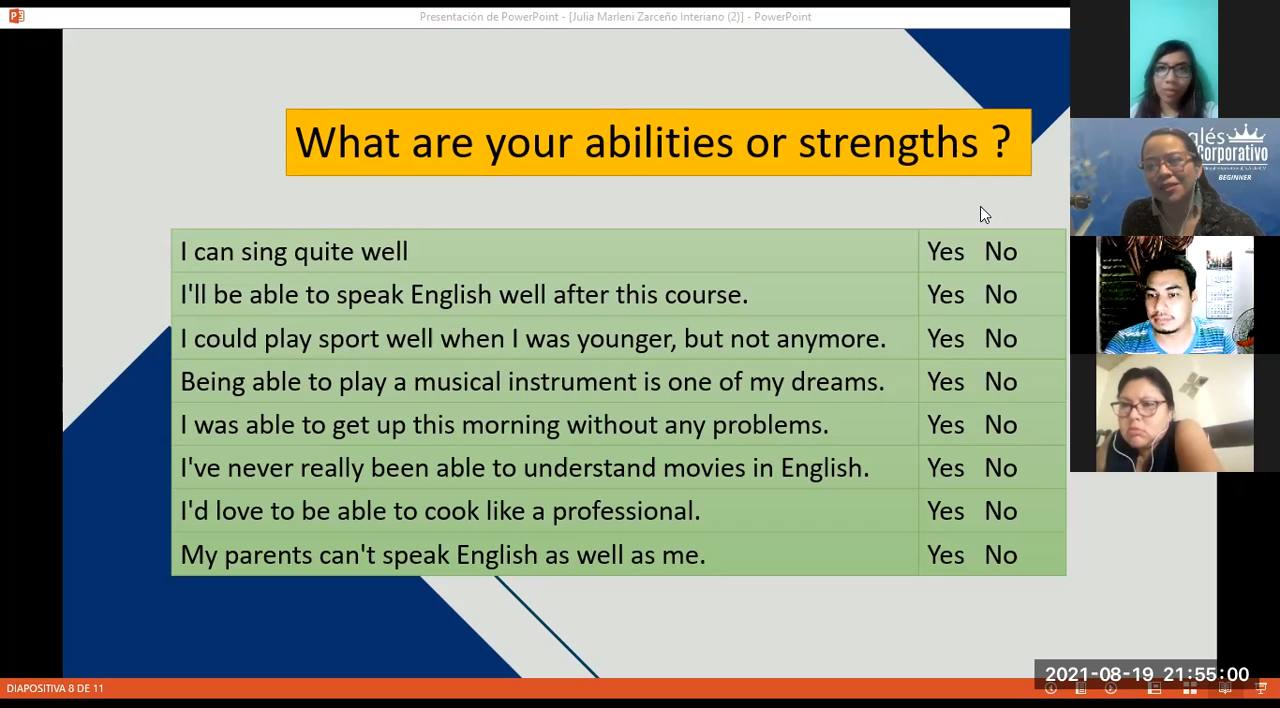 Presentación de PowerPoint - [Julia Marleni Zarceño Interiano (2)] - PowerPoint
What are your abilities or strengths ?
I can sing quite well Yes No
I'll be able to speak English well after this course. Yes No
I could play sport well when I was younger, but not anymore. Yes No
Being able to play a musical instrument is one of my dreams. Yes No
I was able to get up this morning without any problems. Yes No
I've never really been able to understand movies in English. Yes No
I'd love to be able to cook like a professional. Yes No
My parents can't speak English as well as me. Yes No
glés
Corporativo
BEGINNER
2021-08-19 21:55:00
DIAPOSITIVA 8 DE 11